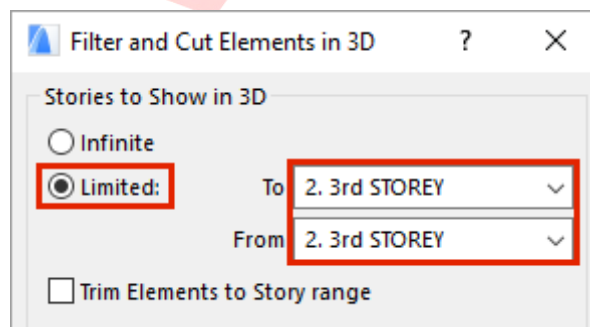 Filter and Cut Elements in 3D ?
Stories to Show in 3D
Infinite
Limited: To 2. 3rd STOREY
From 2. 3rd STOREY
Trim Elements to Story range